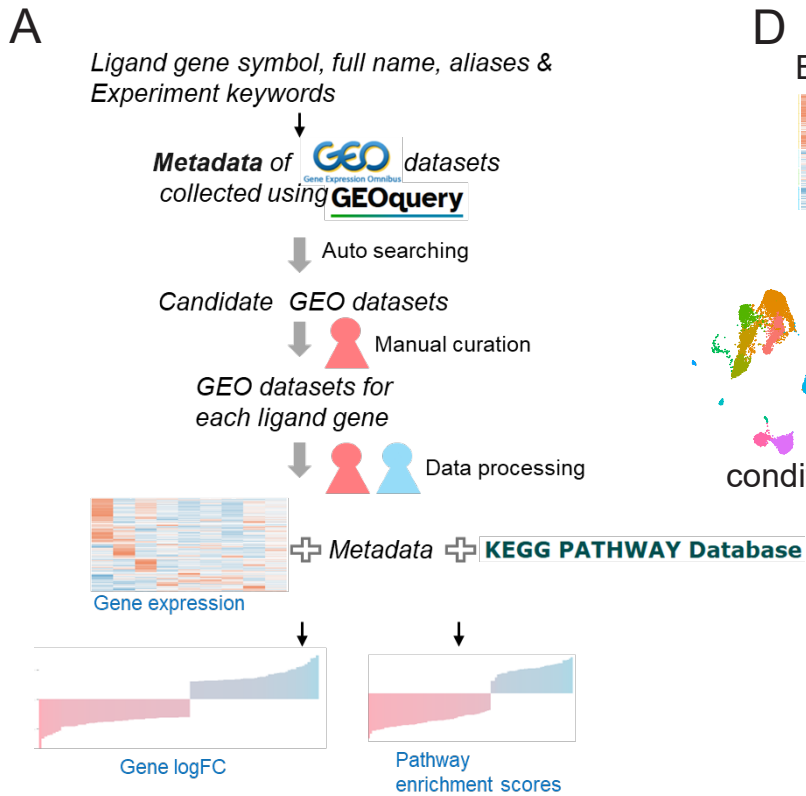 A
D
Ligand gene symbol, full name, aliases &
Experiment keywords
Metadata of GEO datasets
Gene Expression Omnibus
collected using GEOquery
Auto searching
Candidate GEO datasets
Manual curation
GEO datasets for
each ligand gene
Data processing
condi
Metadata
KEGG PATHWAY Database
Gene expression
Gene logFC
Pathway
enrichment scores